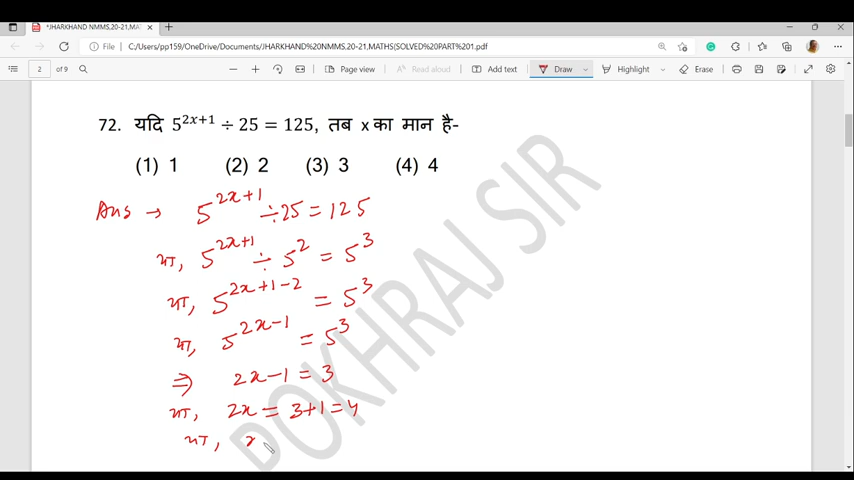 *JHARKHAND NMMS,20-21,MATHS
File C:/Users/pp159/OneDrive/Documents/JHARKHAND%20NMMS,20-21,MATHS(SOLVED%20PART%201.pdf
2 of 9 Page view Read aloud Add text Draw Highlight Erase
72. यदि 5^{2x+1} ÷ 25 = 125, तब x का मान है-
(1) 1 (2) 2 (3) 3 (4) 4
Ans → 5^{2x+1} ÷ 25 = 125
या, 5^{2x+1} ÷ 5^2 = 5^3
या, 5^{2x+1-2} = 5^3
या, 5^{2x-1} = 5^3
⇒ 2x-1 = 3
या, 2x = 3+1 = 4
या, x
POKHRAJ SIR